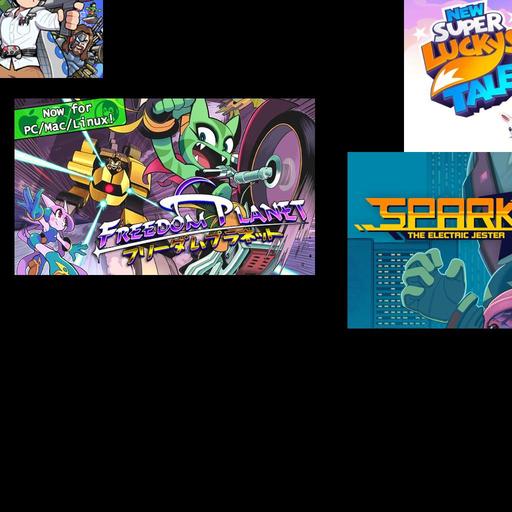 NEW
SUPER
LUCKY'S
TALE
Now for
PC/Mac/Linux!
FREEDOM PLANET
フリーダムプラネット
SPARK
THE ELECTRIC JESTER